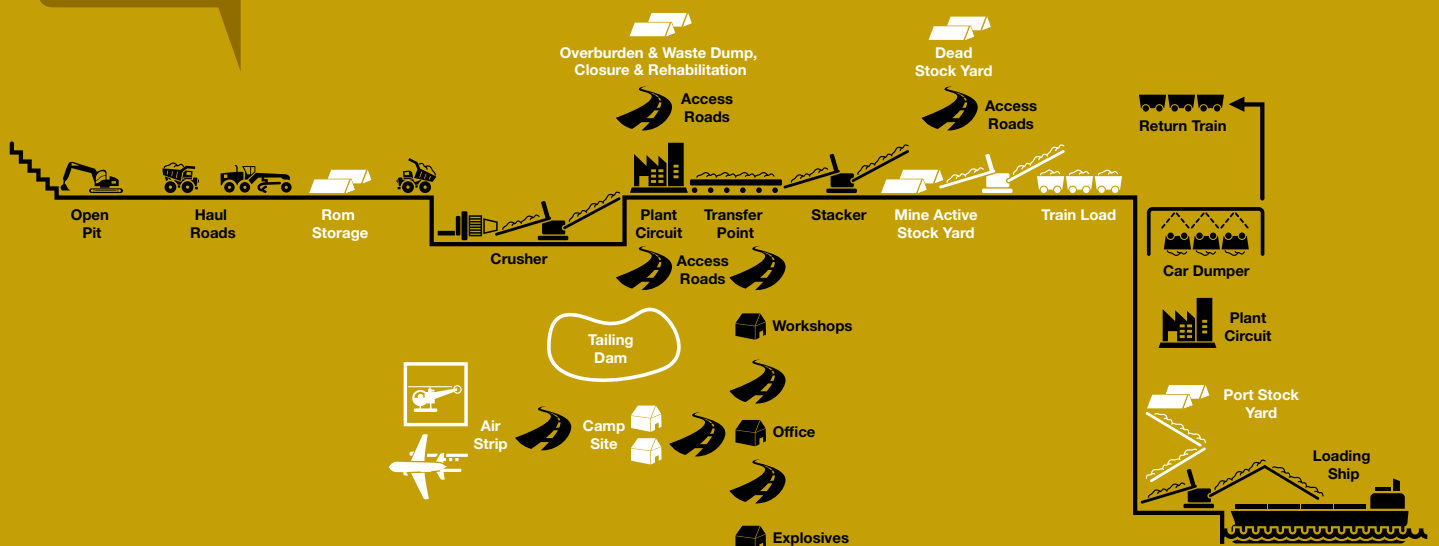 Overburden & Waste Dump,
Closure & Rehabilitation
Dead
Stock Yard
Access
Roads
Access
Roads
Return Train
Open
Pit
Haul
Roads
Rom
Storage
Crusher
Plant
Circuit
Transfer
Point
Stacker
Mine Active
Stock Yard
Train Load
Car Dumper
Access
Roads
Workshops
Plant
Circuit
Tailing
Dam
Air
Strip
Camp
Site
Office
Port Stock
Yard
Loading
Ship
Explosives